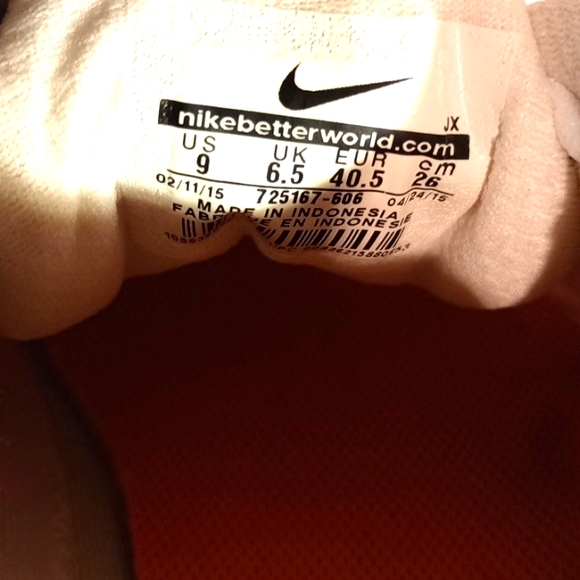 JX
nikebetterworld.com
US UK EUR cm
9 6.5 40.5 26
02/11/15 725167-606 04/24/15
MADE IN INDONESIA
EN INDONESIE